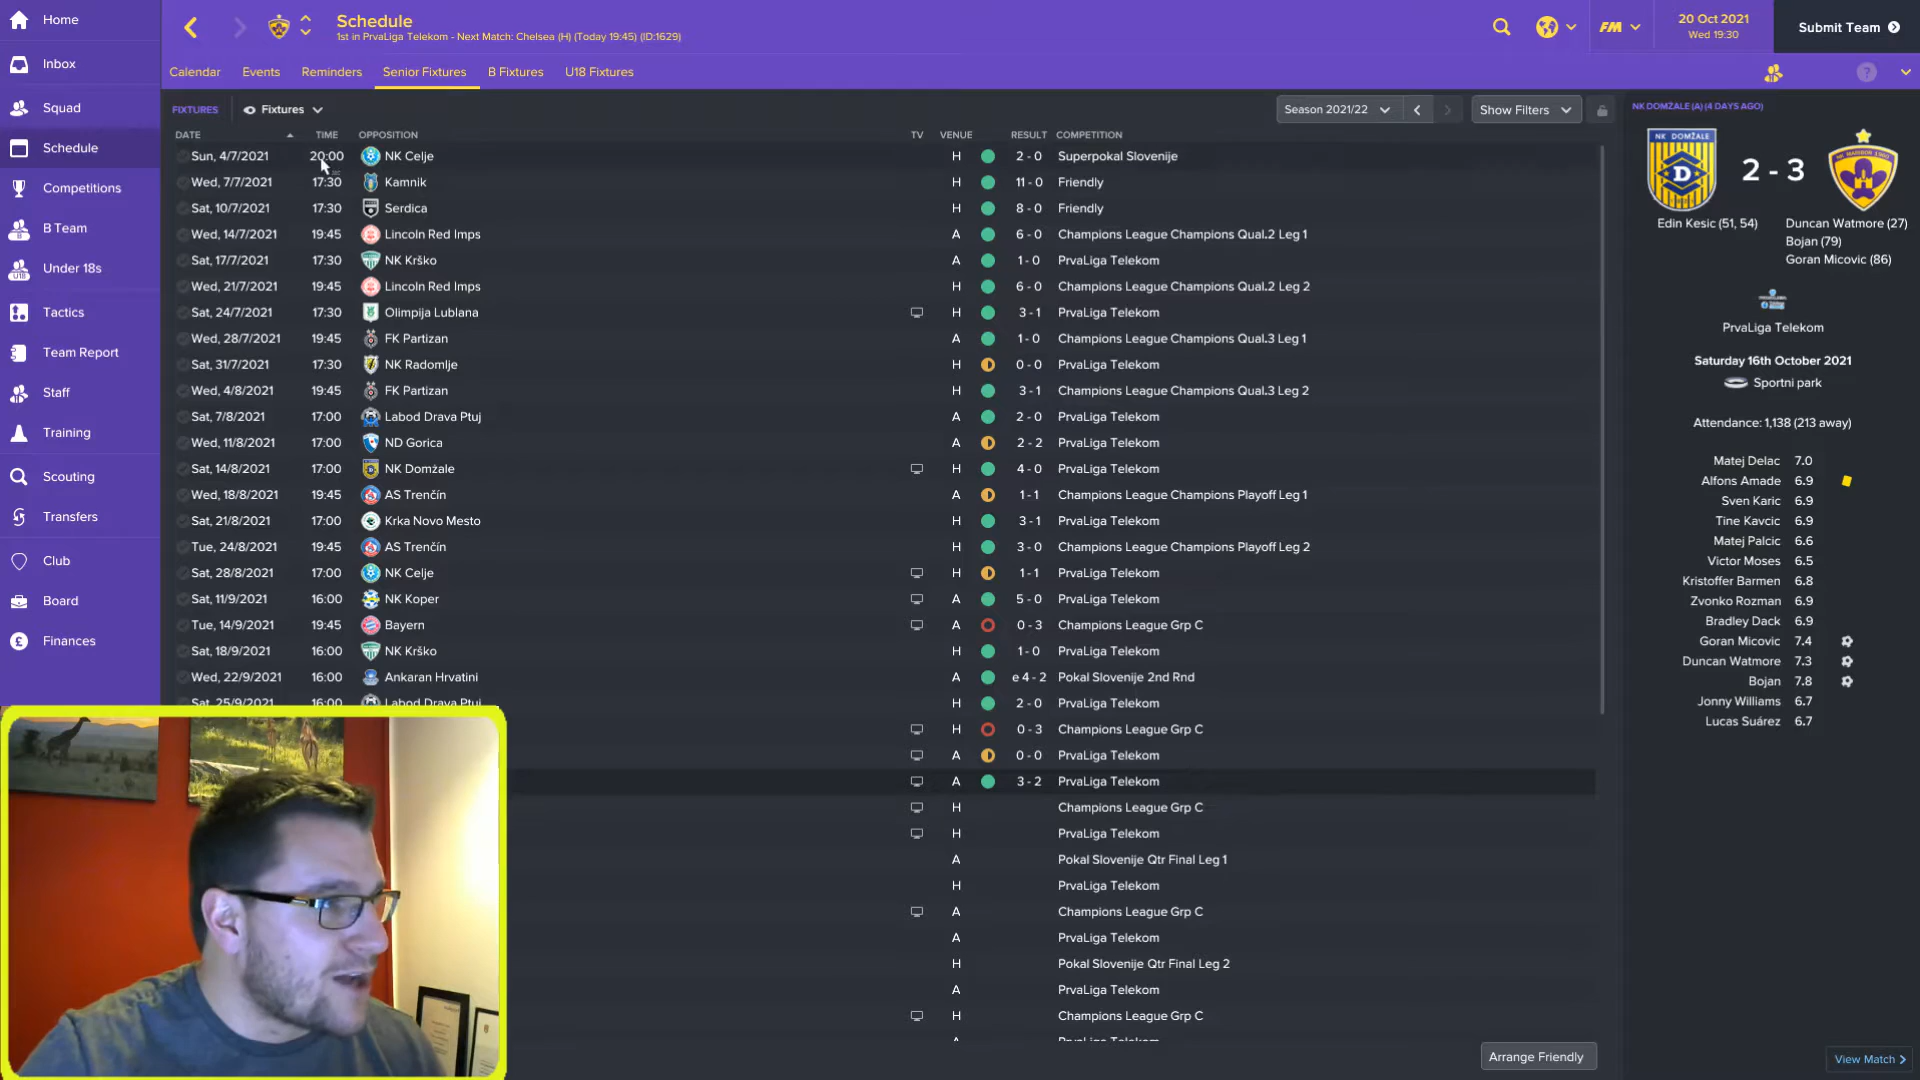 Home
Inbox
Squad
Schedule
Competitions
B Team
Under 18s
Tactics
Team Report
Staff
Training
Scouting
Transfers
Club
Board
Finances
Schedule
1st in PrvaLiga Telekom - Next Match: Chelsea (H) (Today 19:45) (ID:1629)
FM
20 Oct 2021
Wed 19:30
Submit Team
Calendar Events Reminders Senior Fixtures B Fixtures U18 Fixtures
FIXTURES Fixtures Season 2021/22 Show Filters
DATE TIME OPPOSITION TV VENUE RESULT COMPETITION
Sun, 4/7/2021 20:00 NK Celje H 2 - 0 Superpokal Slovenije
Wed, 7/7/2021 17:30 Kamnik H 11 - 0 Friendly
Sat, 10/7/2021 17:30 Serdica H 8 - 0 Friendly
Wed, 14/7/2021 19:45 Lincoln Red Imps A 6 - 0 Champions League Champions Qual.2 Leg 1
Sat, 17/7/2021 17:30 NK Krško A 1 - 0 PrvaLiga Telekom
Wed, 21/7/2021 19:45 Lincoln Red Imps H 6 - 0 Champions League Champions Qual.2 Leg 2
Sat, 24/7/2021 17:30 Olimpija Lublana H 3 - 1 PrvaLiga Telekom
Wed, 28/7/2021 19:45 FK Partizan A 1 - 0 Champions League Champions Qual.3 Leg 1
Sat, 31/7/2021 17:30 NK Radomlje H 0 - 0 PrvaLiga Telekom
Wed, 4/8/2021 19:45 FK Partizan H 3 - 1 Champions League Champions Qual.3 Leg 2
Sat, 7/8/2021 17:00 Labod Drava Ptuj A 2 - 0 PrvaLiga Telekom
Wed, 11/8/2021 17:00 ND Gorica A 2 - 2 PrvaLiga Telekom
Sat, 14/8/2021 17:00 NK Domžale H 4 - 0 PrvaLiga Telekom
Wed, 18/8/2021 19:45 AS Trenčín A 1 - 1 Champions League Champions Playoff Leg 1
Sat, 21/8/2021 17:00 Krka Novo Mesto H 3 - 1 PrvaLiga Telekom
Tue, 24/8/2021 19:45 AS Trenčín H 3 - 0 Champions League Champions Playoff Leg 2
Sat, 28/8/2021 17:00 NK Celje H 1 - 1 PrvaLiga Telekom
Sat, 11/9/2021 16:00 NK Koper A 5 - 0 PrvaLiga Telekom
Tue, 14/9/2021 19:45 Bayern A 0 - 3 Champions League Grp C
Sat, 18/9/2021 16:00 NK Krško H 1 - 0 PrvaLiga Telekom
Wed, 22/9/2021 16:00 Ankaran Hrvatini A e 4 - 2 Pokal Slovenije 2nd Rnd
Sat, 25/9/2021 16:00 Labod Drava Ptuj H 2 - 0 PrvaLiga Telekom
H 0 - 3 Champions League Grp C
A 0 - 0 PrvaLiga Telekom
A 3 - 2 PrvaLiga Telekom
H Champions League Grp C
H PrvaLiga Telekom
A Pokal Slovenije Qtr Final Leg 1
H PrvaLiga Telekom
A Champions League Grp C
A PrvaLiga Telekom
H Pokal Slovenije Qtr Final Leg 2
A PrvaLiga Telekom
H Champions League Grp C
A PrvaLiga Telekom
Arrange Friendly
NK DOMŽALE (A) (4 DAYS AGO)
NK DOMŽALE
D
2 - 3
Edin Kesic (51, 54)
Duncan Watmore (27)
Bojan (79)
Goran Micovic (86)
PrvaLiga Telekom
Saturday 16th October 2021
Sportni park
Attendance: 1,138 (213 away)
Matej Delac 7.0
Alfons Amade 6.9
Sven Karic 6.9
Tine Kavcic 6.9
Matej Palcic 6.6
Victor Moses 6.5
Kristoffer Barmen 6.8
Zvonko Rozman 6.9
Bradley Dack 6.9
Goran Micovic 7.4
Duncan Watmore 7.3
Bojan 7.8
Jonny Williams 6.7
Lucas Suárez 6.7
View Match